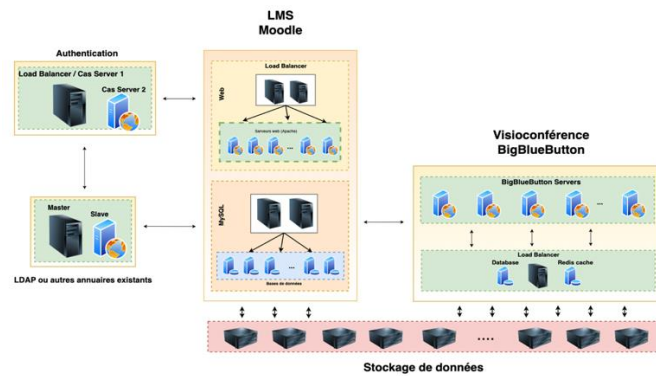 LMS
Moodle
Authentication
Load Balancer / Cas Server 1
Cas Server 2
Master
Slave
LDAP ou autres annuaires existants
Web
Load Balancer
Serveurs web (Apache)
...
MySQL
...
Bases de données
Visioconférence
BigBlueButton
BigBlueButton Servers
...
Load Balancer
Database
Redis cache
....
Stockage de données